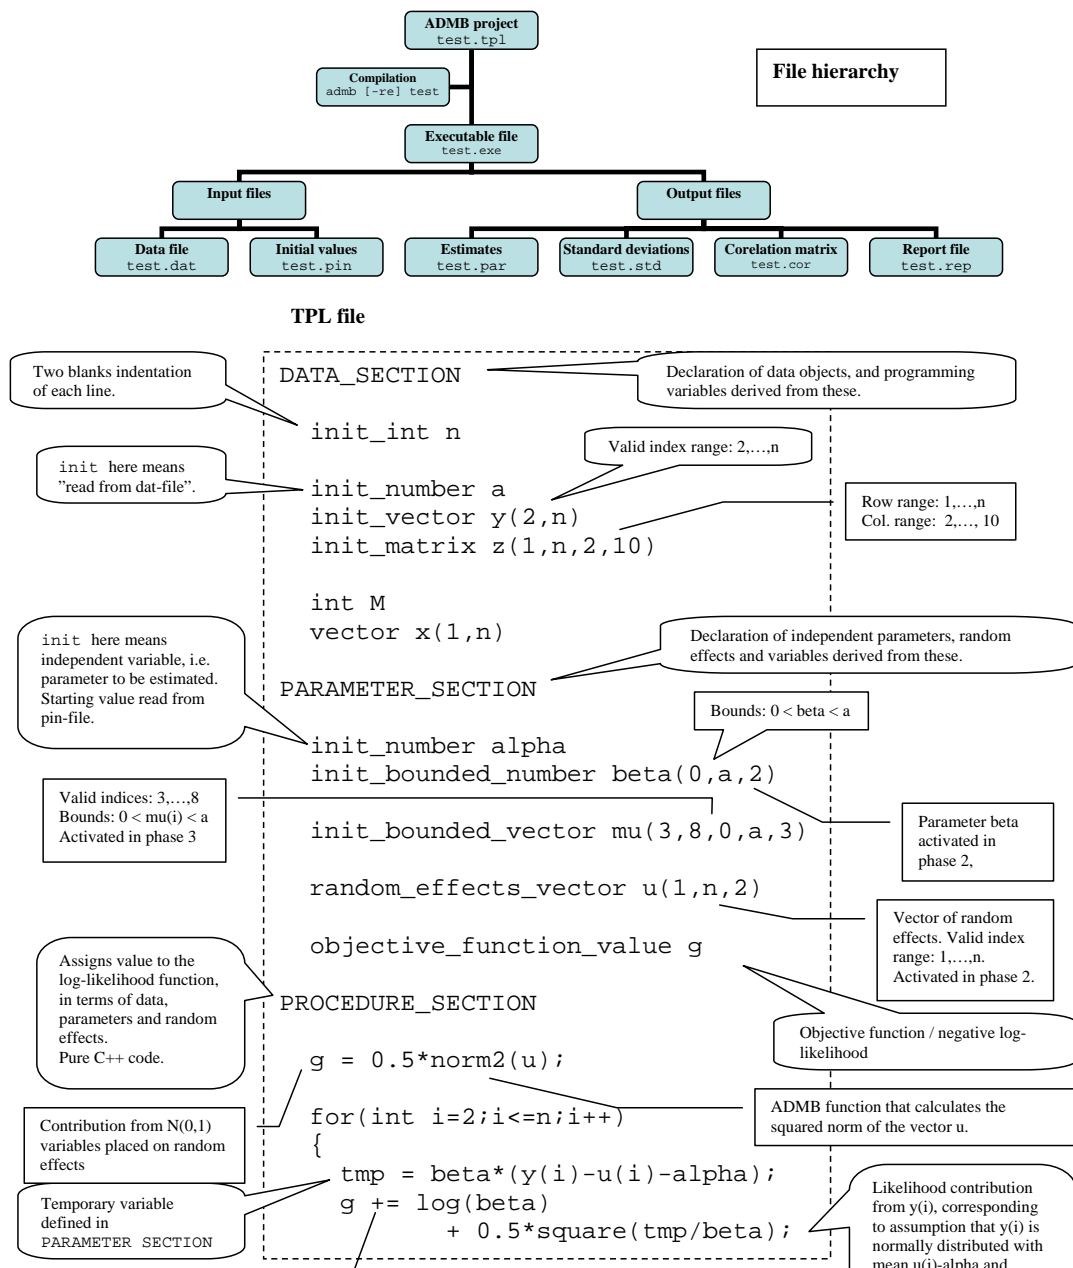 ADMB project
test.tpl
File hierarchy
Compilation
admb [-re] test
Executable file
test.exe
Input files
Output files
Data file
test.dat
Initial values
test.pin
Estimates
test.par
Standard deviations
test.std
Corelation matrix
test.cor
Report file
test.rep
TPL file
Two blanks indentation
of each line.
DATA_SECTION
Declaration of data objects, and programming
variables derived from these.
init_int n
Valid index range: 2,…,n
init here means
”read from dat-file”.
init_number a
init_vector y(2,n)
init_matrix z(1,n,2,10)
Row range: 1,…,n
Col. range: 2,…, 10
int M
vector x(1,n)
init here means
independent variable, i.e.
parameter to be estimated.
Starting value read from
pin-file.
Declaration of independent parameters, random
effects and variables derived from these.
PARAMETER_SECTION
Bounds: 0 < beta < a
init_number alpha
init_bounded_number beta(0,a,2)
Valid indices: 3,…,8
Bounds: 0 < mu(i) < a
Activated in phase 3
init_bounded_vector mu(3,8,0,a,3)
Parameter beta
activated in
phase 2,
random_effects_vector u(1,n,2)
Vector of random
effects. Valid index
range: 1,…,n.
Activated in phase 2.
objective_function_value g
Assigns value to the
log-likelihood function,
in terms of data,
parameters and random
effects.
Pure C++ code.
PROCEDURE_SECTION
Objective function / negative log-
likelihood
g = 0.5*norm2(u);
ADMB function that calculates the
squared norm of the vector u.
Contribution from N(0,1)
variables placed on random
effects
for(int i=2;i<=n;i++)
{
tmp = beta*(y(i)-u(i)-alpha);
g += log(beta)
+ 0.5*square(tmp/beta);
Temporary variable
defined in
PARAMETER SECTION
Likelihood contribution
from y(i), corresponding
to assumption that y(i) is
normally distributed with
mean u(i)-alpha and